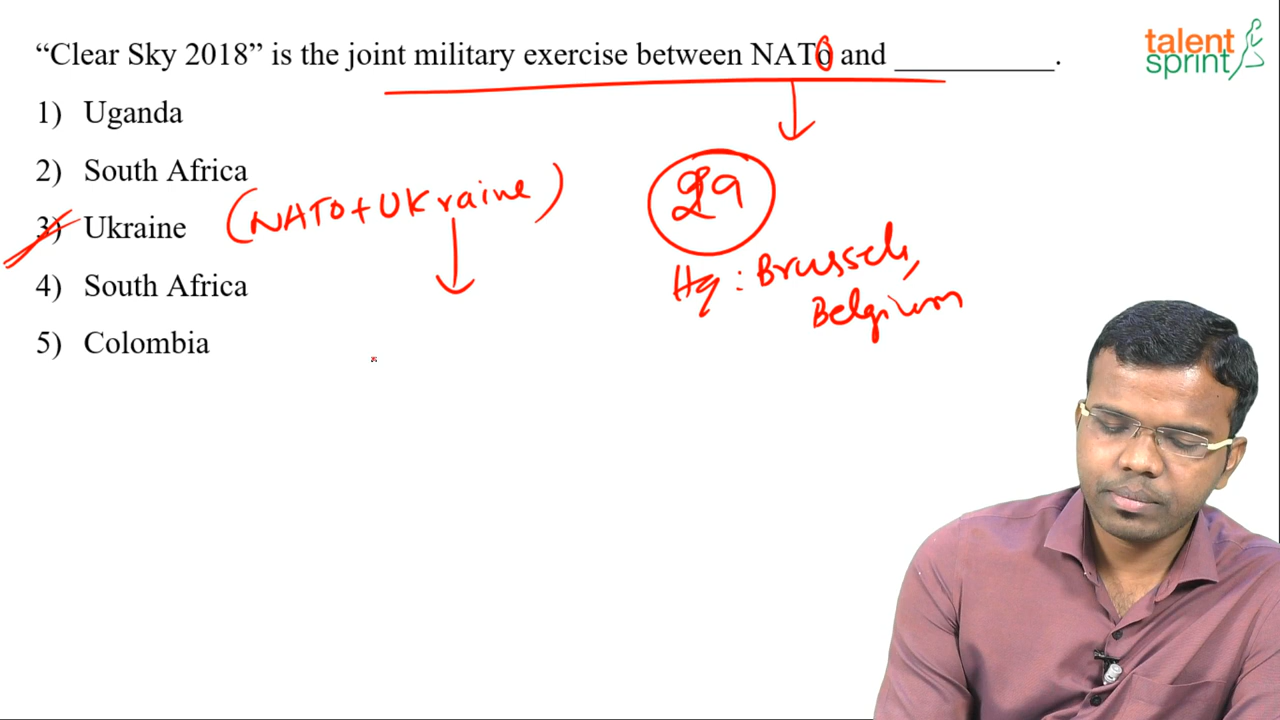 “Clear Sky 2018” is the joint military exercise between NATO and ___________.
talent
sprint
1) Uganda
2) South Africa
3) Ukraine
(NATO+UKraine)
4) South Africa
5) Colombia
29
Hq: Brussels,
Belgium